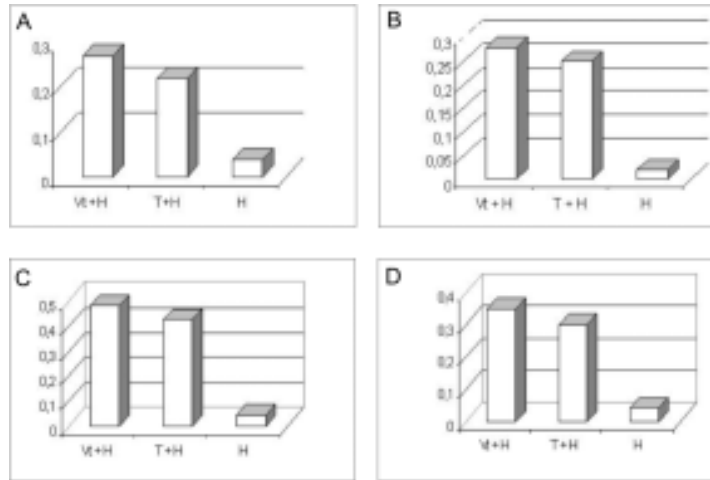 A
0,3
0,2
0,1
0
Vt+H T+H H
B
0,3
0,25
0,2
0,15
0,1
0,05
0
Vt + H T + H H
C
0,5
0,4
0,3
0,2
0,1
0
Vt+H T+H H
D
0,4
0,3
0,2
0,1
0
Vt+H T+H H